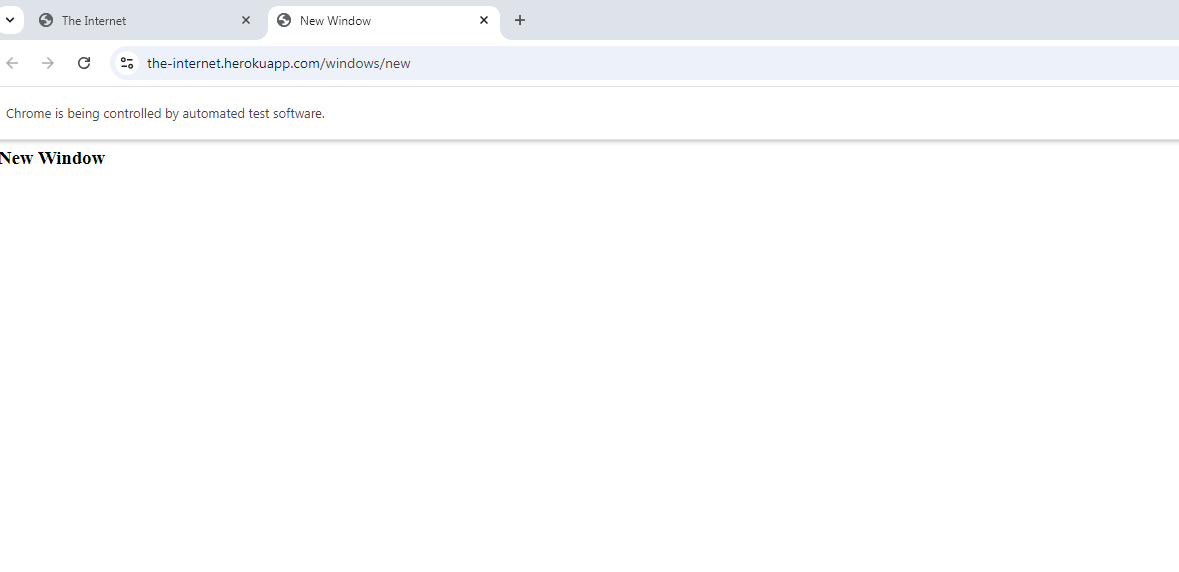 The Internet
New Window
the-internet.herokuapp.com/windows/new
Chrome is being controlled by automated test software.
New Window